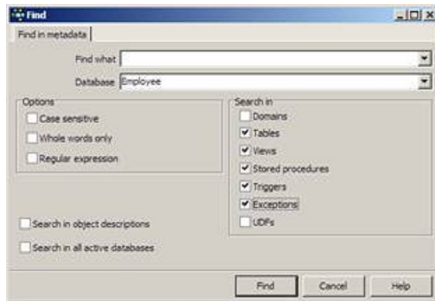 Find
Find in metadata
Find what
Database Employee
Options
Case sensitive
Whole words only
Regular expression
Search in
Domains
Tables
Views
Stored procedures
Triggers
Exceptions
UDFs
Search in object descriptions
Search in all active databases
Find Cancel Help